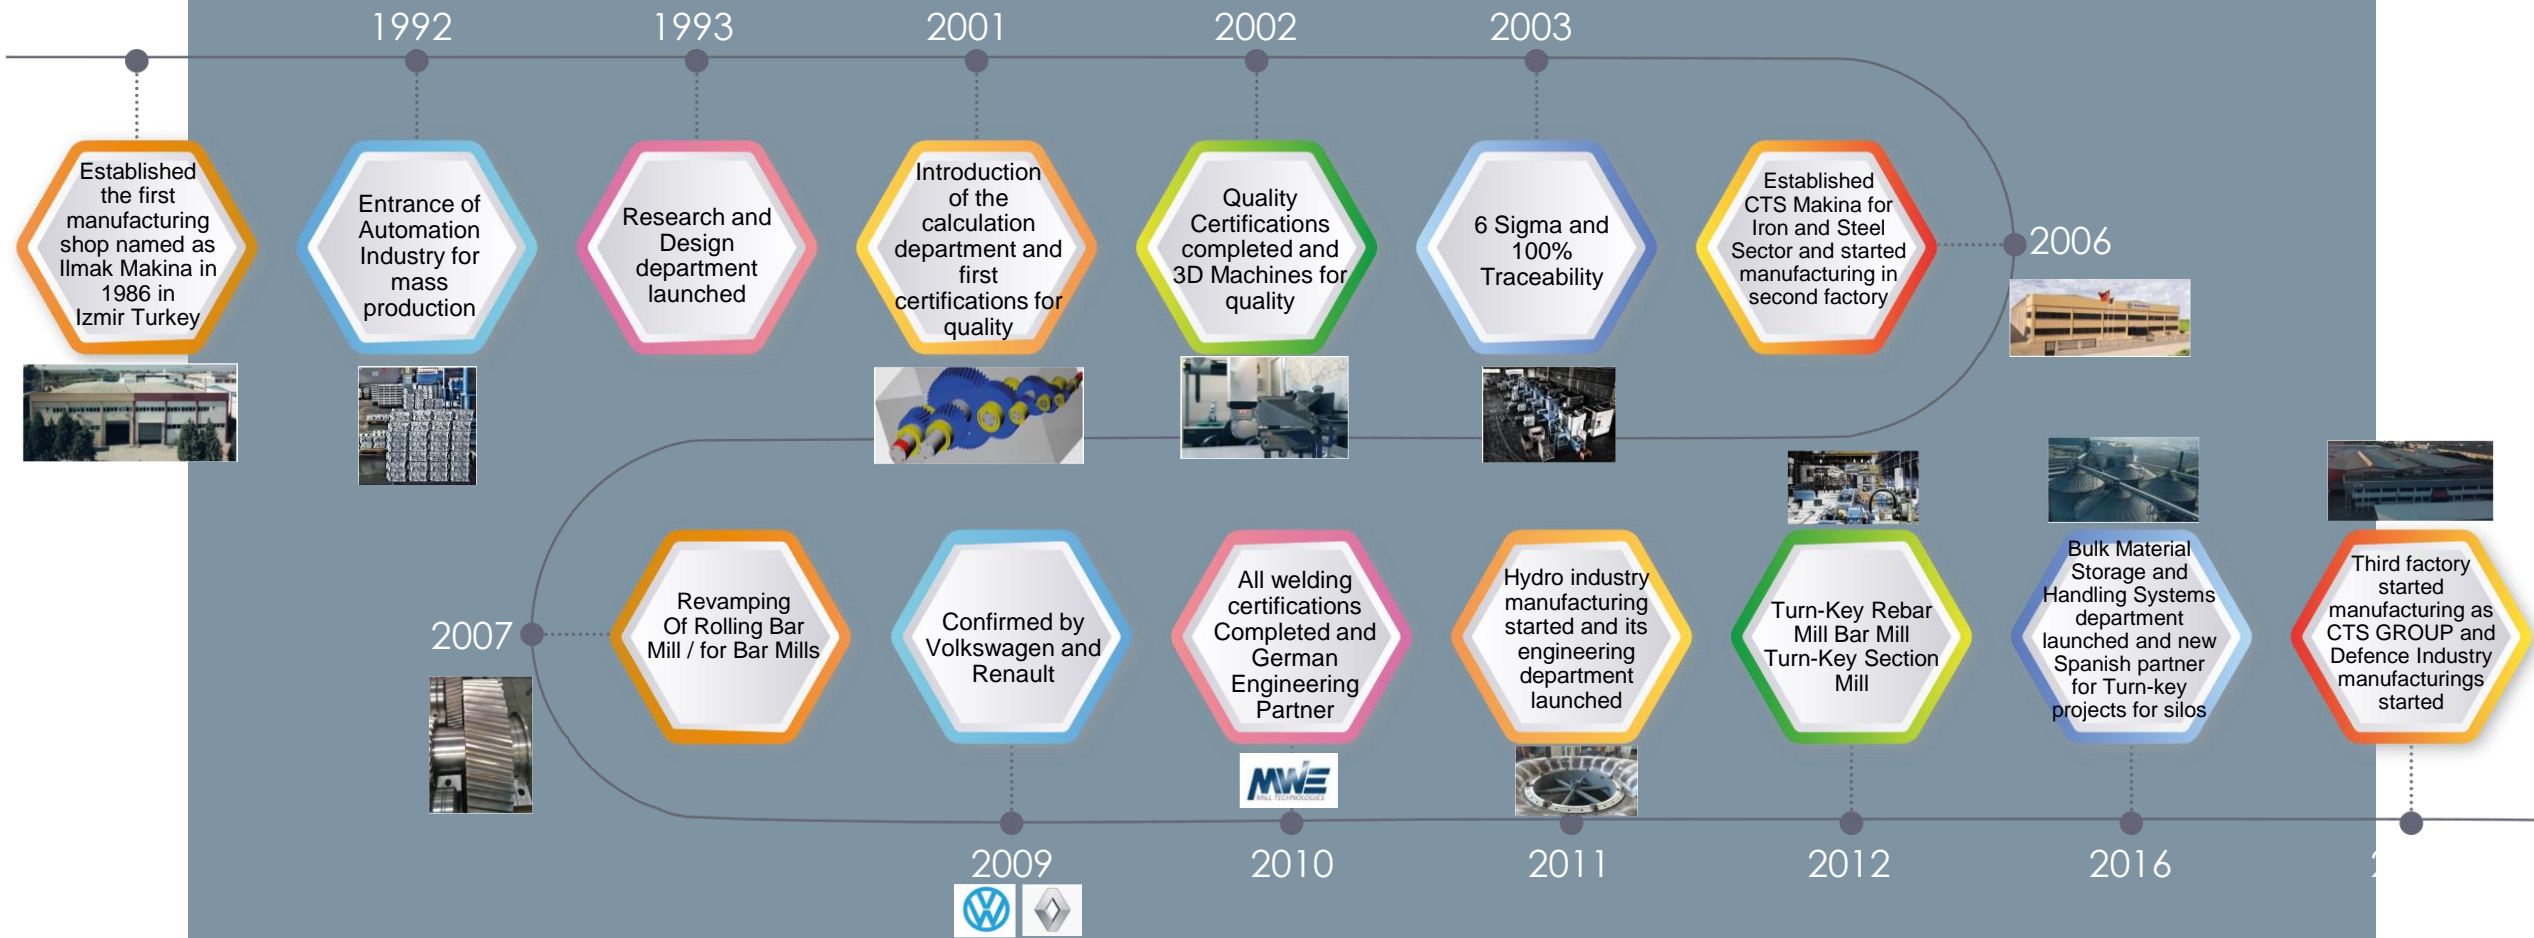 1992
1993
2001
2002
2003
Established
the first
manufacturing
shop named as
Ilmak Makina in
1986 in
Izmir Turkey
Entrance of
Automation
Industry for
mass
production
Research and
Design
department
launched
Introduction
of the
calculation
department and
first
certifications for
quality
Quality
Certifications
completed and
3D Machines for
quality
6 Sigma and
100%
Traceability
Established
CTS Makina for
Iron and Steel
Sector and started
manufacturing in
second factory
2006
2007
Revamping
Of Rolling Bar
Mill / for Bar Mills
Confirmed by
Volkswagen and
Renault
All welding
certifications
Completed and
German
Engineering
Partner
MWE
MILL TECHNOLOGIES
Hydro industry
manufacturing
started and its
engineering
department
launched
Turn-Key Rebar
Mill Bar Mill
Turn-Key Section
Mill
Bulk Material
Storage and
Handling Systems
department
launched and new
Spanish partner
for Turn-key
projects for silos
Third factory
started
manufacturing as
CTS GROUP and
Defence Industry
manufacturings
started
2009
2010
2011
2012
2016